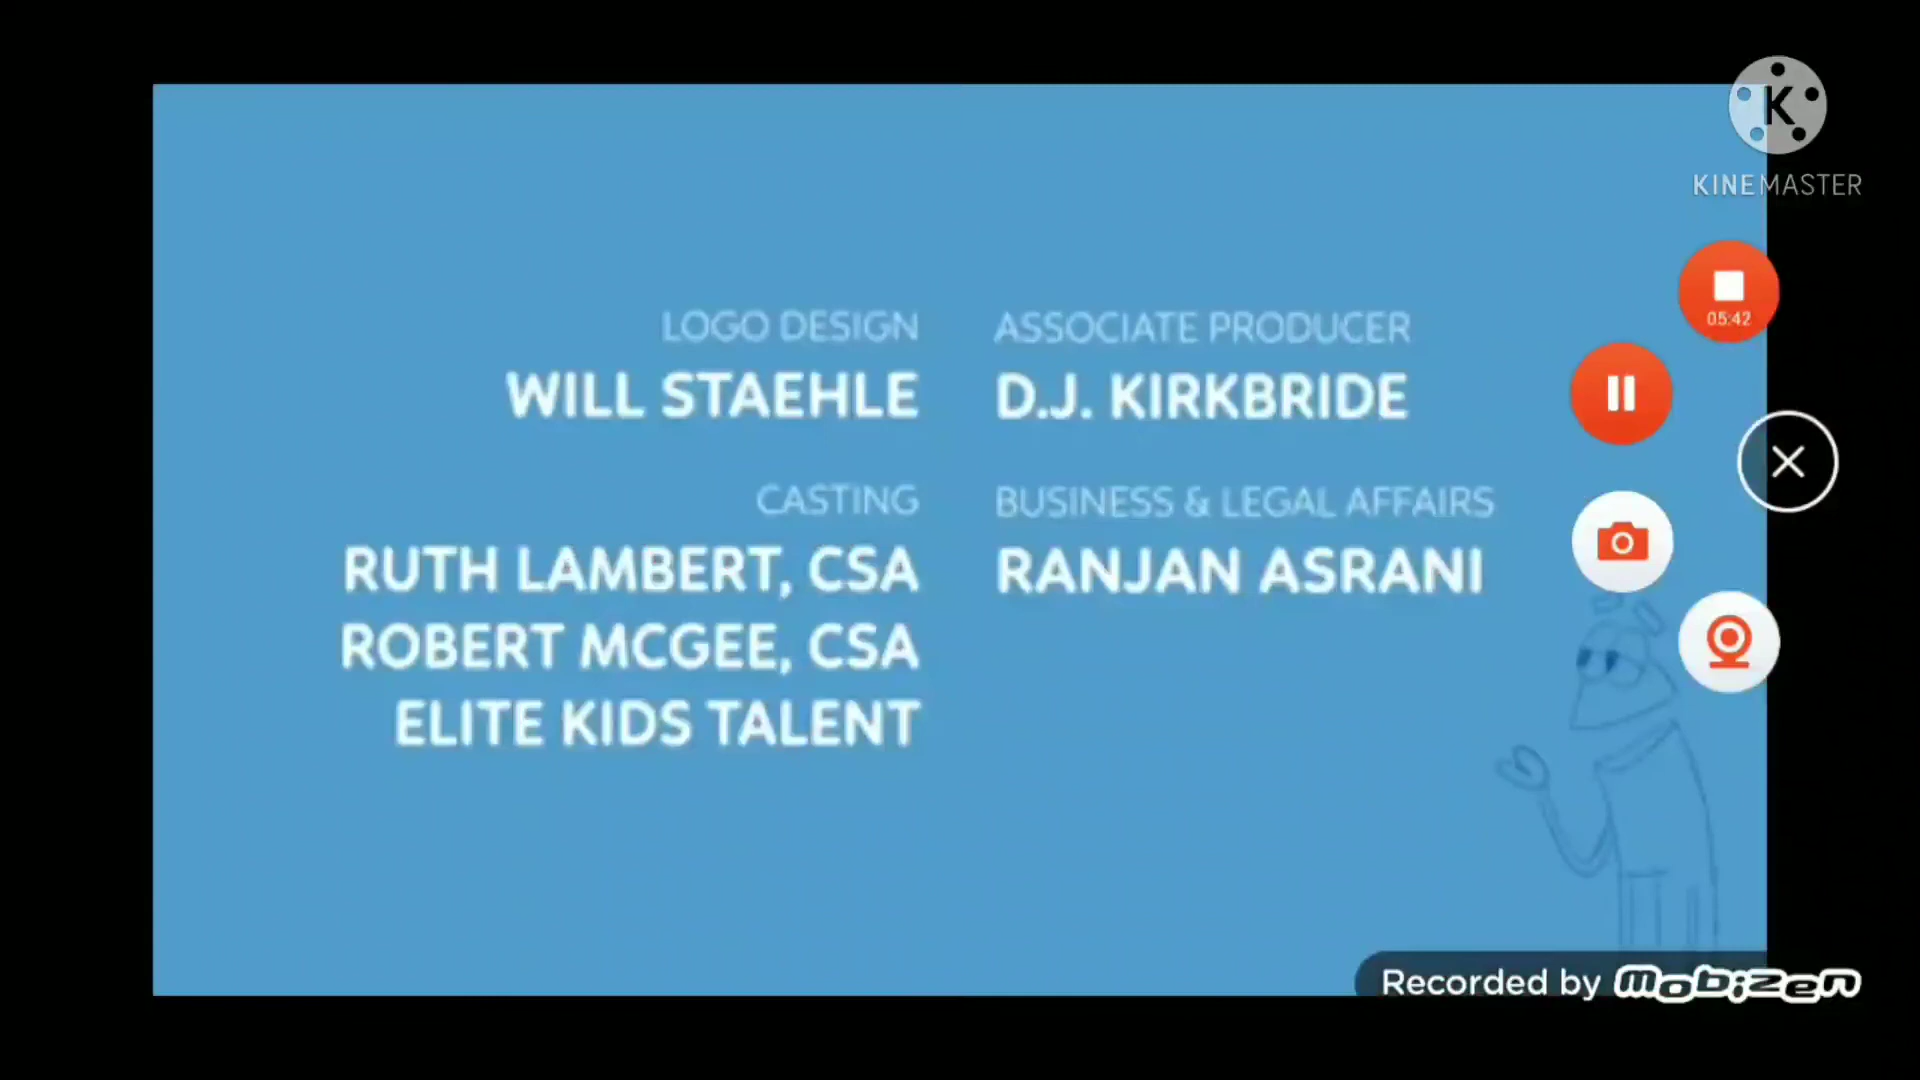 LOGO DESIGN
WILL STAEHLE
CASTING
RUTH LAMBERT, CSA
ROBERT MCGEE, CSA
ELITE KIDS TALENT
ASSOCIATE PRODUCER
D.J. KIRKBRIDE
BUSINESS & LEGAL AFFAIRS
RANJAN ASRANI
K
KINEMASTER
05:42
Recorded by mobizen